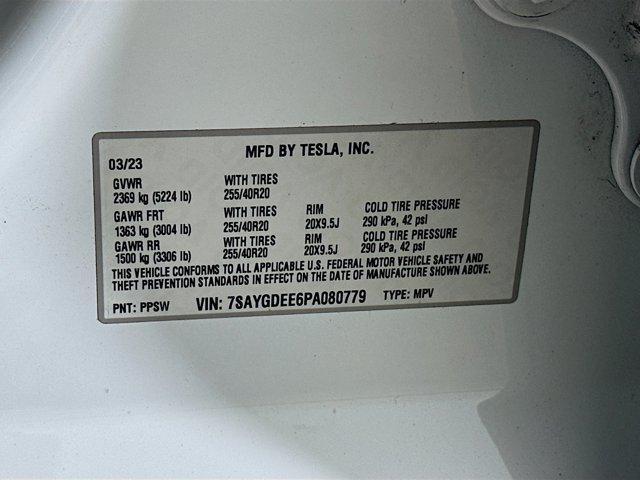 MFD BY TESLA, INC.
03/23
GVWR WITH TIRES
2369 kg (5224 lb) 255/40R20
GAWR FRT WITH TIRES RIM COLD TIRE PRESSURE
1363 kg (3004 lb) 255/40R20 20X9.5J 290 kPa, 42 psi
GAWR RR WITH TIRES RIM COLD TIRE PRESSURE
1500 kg (3306 lb) 255/40R20 20X9.5J 290 kPa, 42 psi
THIS VEHICLE CONFORMS TO ALL APPLICABLE U.S. FEDERAL MOTOR VEHICLE SAFETY AND
THEFT PREVENTION STANDARDS IN EFFECT ON THE DATE OF MANUFACTURE SHOWN ABOVE.
PNT: PPSW VIN: 7SAYGDEE6PA080779 TYPE: MPV